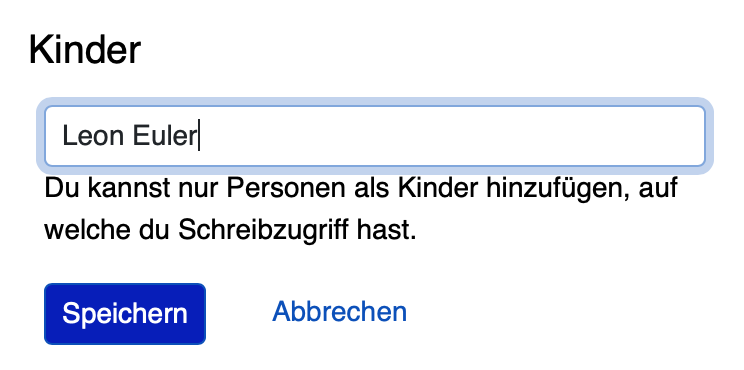 Kinder
Leon Euler
Du kannst nur Personen als Kinder hinzufügen, auf
welche du Schreibzugriff hast.
Speichern Abbrechen